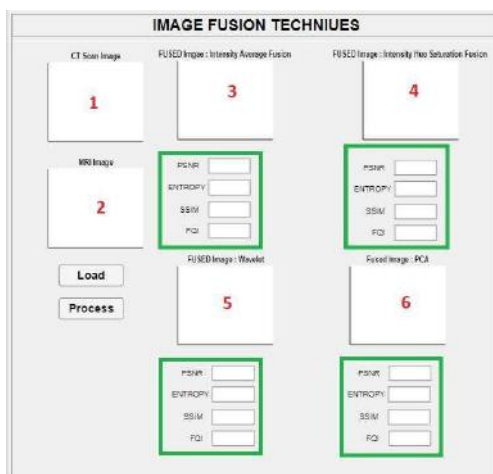 IMAGE FUSION TECHNIUES
CT Scan Image
FUSED Imgae : Intensity Average Fusion
FUSED Image : Intensity Huo Saturation Fusion
1
3
4
MRI Image
2
PSNR
ENTROPY
SSIM
FQI
PSNR
ENTROPY
SSIM
FQI
Load
Process
FUSED Image : Wavelet
Fused Image : PCA
5
6
PSNR
ENTROPY
SSIM
FQI
PSNR
ENTROPY
SSIM
FQI